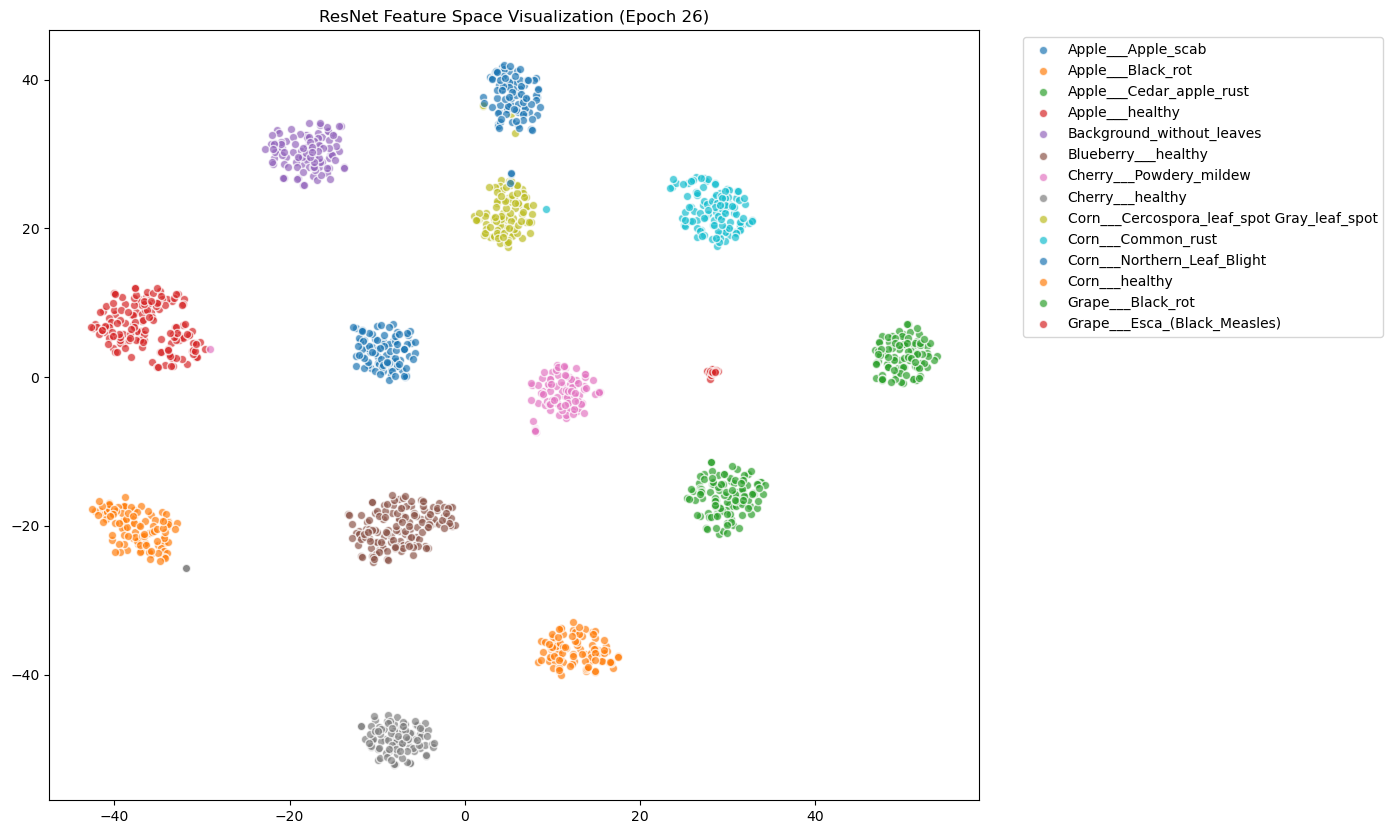 ResNet Feature Space Visualization (Epoch 26)
40
20
0
−20
−40
−40
−20
0
20
40
Apple___Apple_scab
Apple___Black_rot
Apple___Cedar_apple_rust
Apple___healthy
Background_without_leaves
Blueberry___healthy
Cherry___Powdery_mildew
Cherry___healthy
Corn___Cercospora_leaf_spot Gray_leaf_spot
Corn___Common_rust
Corn___Northern_Leaf_Blight
Corn___healthy
Grape___Black_rot
Grape___Esca_(Black_Measles)